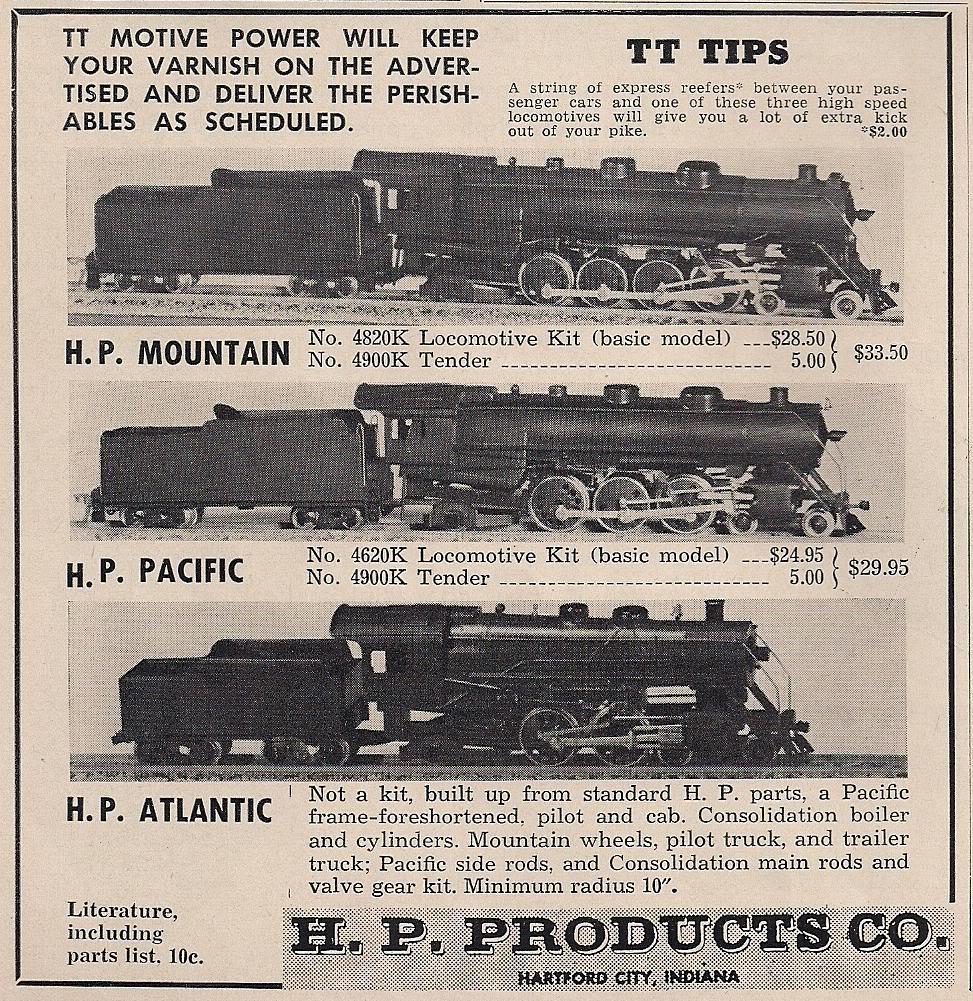 TT MOTIVE POWER WILL KEEP
YOUR VARNISH ON THE ADVER-
TISED AND DELIVER THE PERISH-
ABLES AS SCHEDULED.
TT TIPS
A string of express reefers* between your pas-
senger cars and one of these three high speed
locomotives will give you a lot of extra kick
out of your pike. *$2.00
H.P. MOUNTAIN
No. 4820K Locomotive Kit (basic model) ---$28.50
No. 4900K Tender ---------------------------- 5.00
$33.50
H.P. PACIFIC
No. 4620K Locomotive Kit (basic model) ---$24.95
No. 4900K Tender ---------------------------- 5.00
$29.95
H.P. ATLANTIC
Not a kit, built up from standard H. P. parts, a Pacific
frame-foreshortened, pilot and cab. Consolidation boiler
and cylinders. Mountain wheels, pilot truck, and trailer
truck; Pacific side rods, and Consolidation main rods and
valve gear kit. Minimum radius 10″.
Literature,
including
parts list. 10c.
H. P. PRODUCTS CO.
HARTFORD CITY, INDIANA